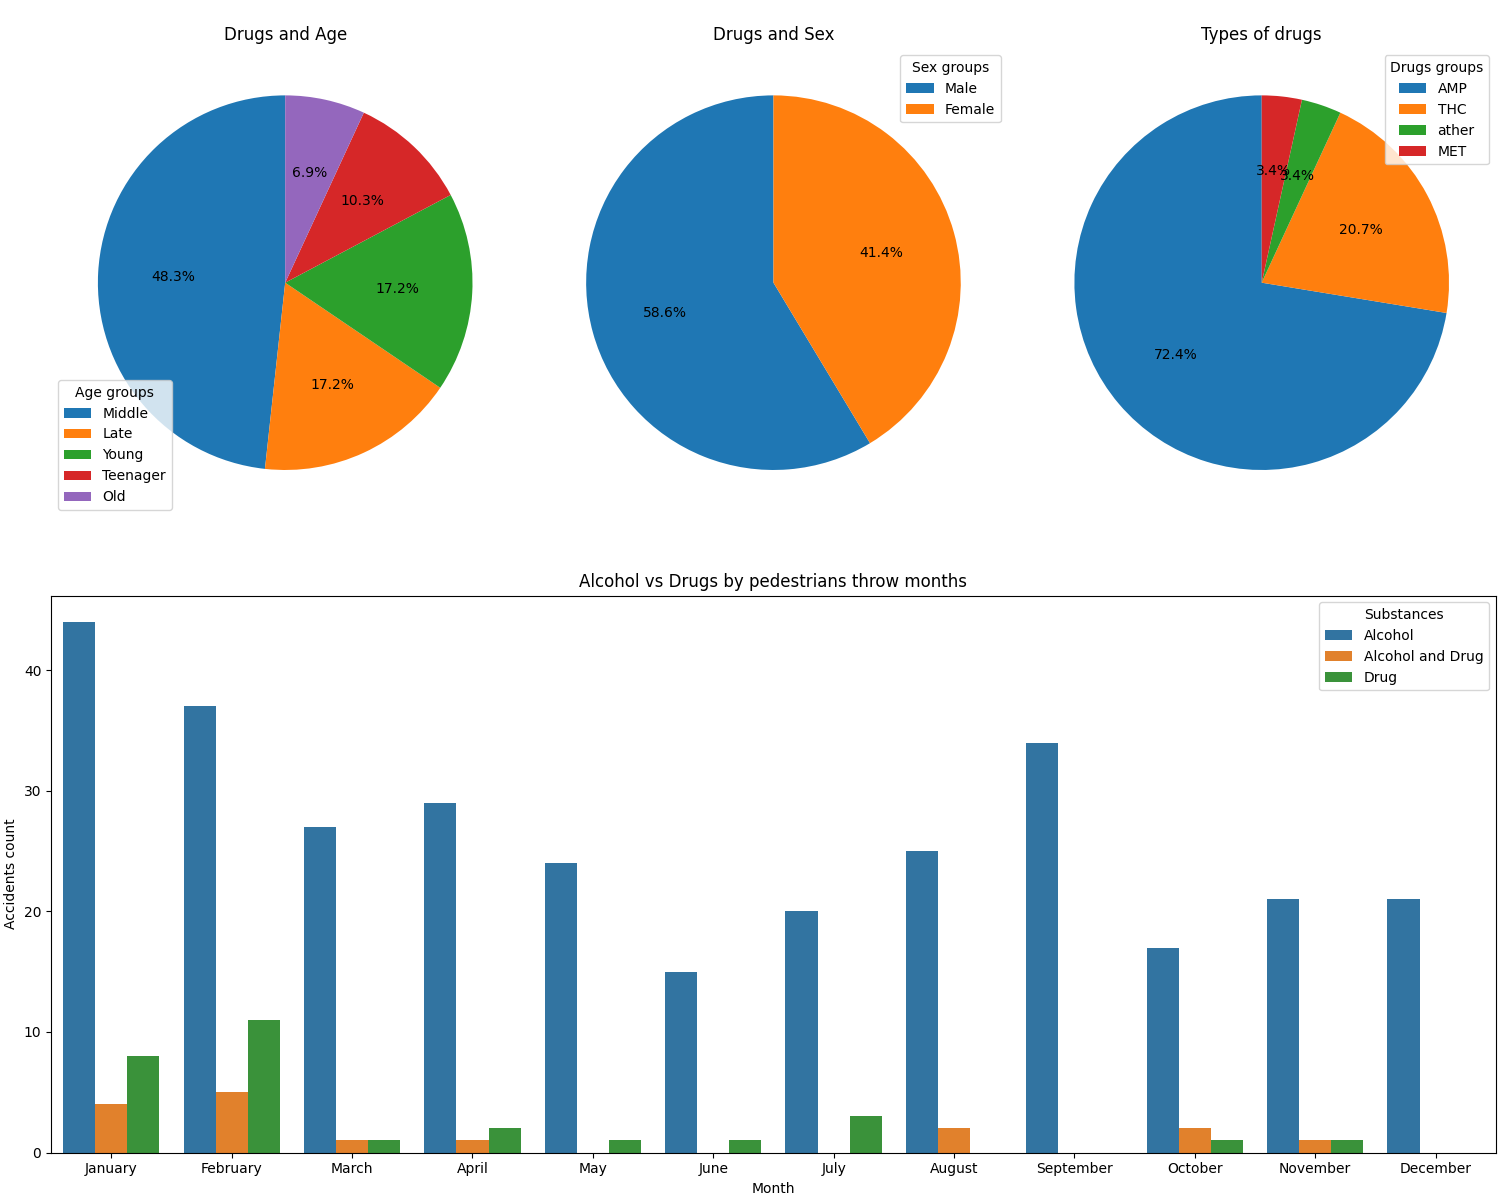 Drugs and Age
6.9%
10.3%
48.3%
17.2%
17.2%
Age groups
Middle
Late
Young
Teenager
Old
Drugs and Sex
Sex groups
Male
Female
41.4%
58.6%
Types of drugs
Drugs groups
AMP
THC
ather
MET
3.4%
3.4%
20.7%
72.4%
Alcohol vs Drugs by pedestrians throw months
Substances
Alcohol
Alcohol and Drug
Drug
Accidents count
40
30
20
10
0
January February March April May June July August September October November December
Month